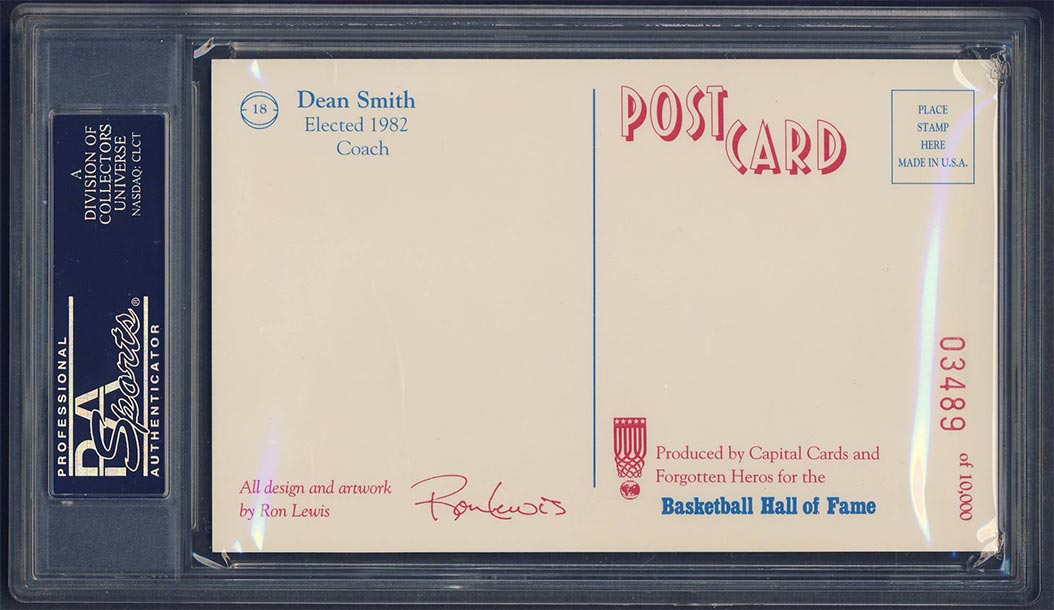 A
DIVISION OF
COLLECTORS
UNIVERSE
NASDAQ: CLCT
PROFESSIONAL
PSA
Sports®
AUTHENTICATOR
18
Dean Smith
Elected 1982
Coach
POST
CARD
PLACE
STAMP
HERE
MADE IN U.S.A.
All design and artwork
by Ron Lewis
Ron Lewis
Produced by Capital Cards and
Forgotten Heros for the
Basketball Hall of Fame
03489
of 10,000